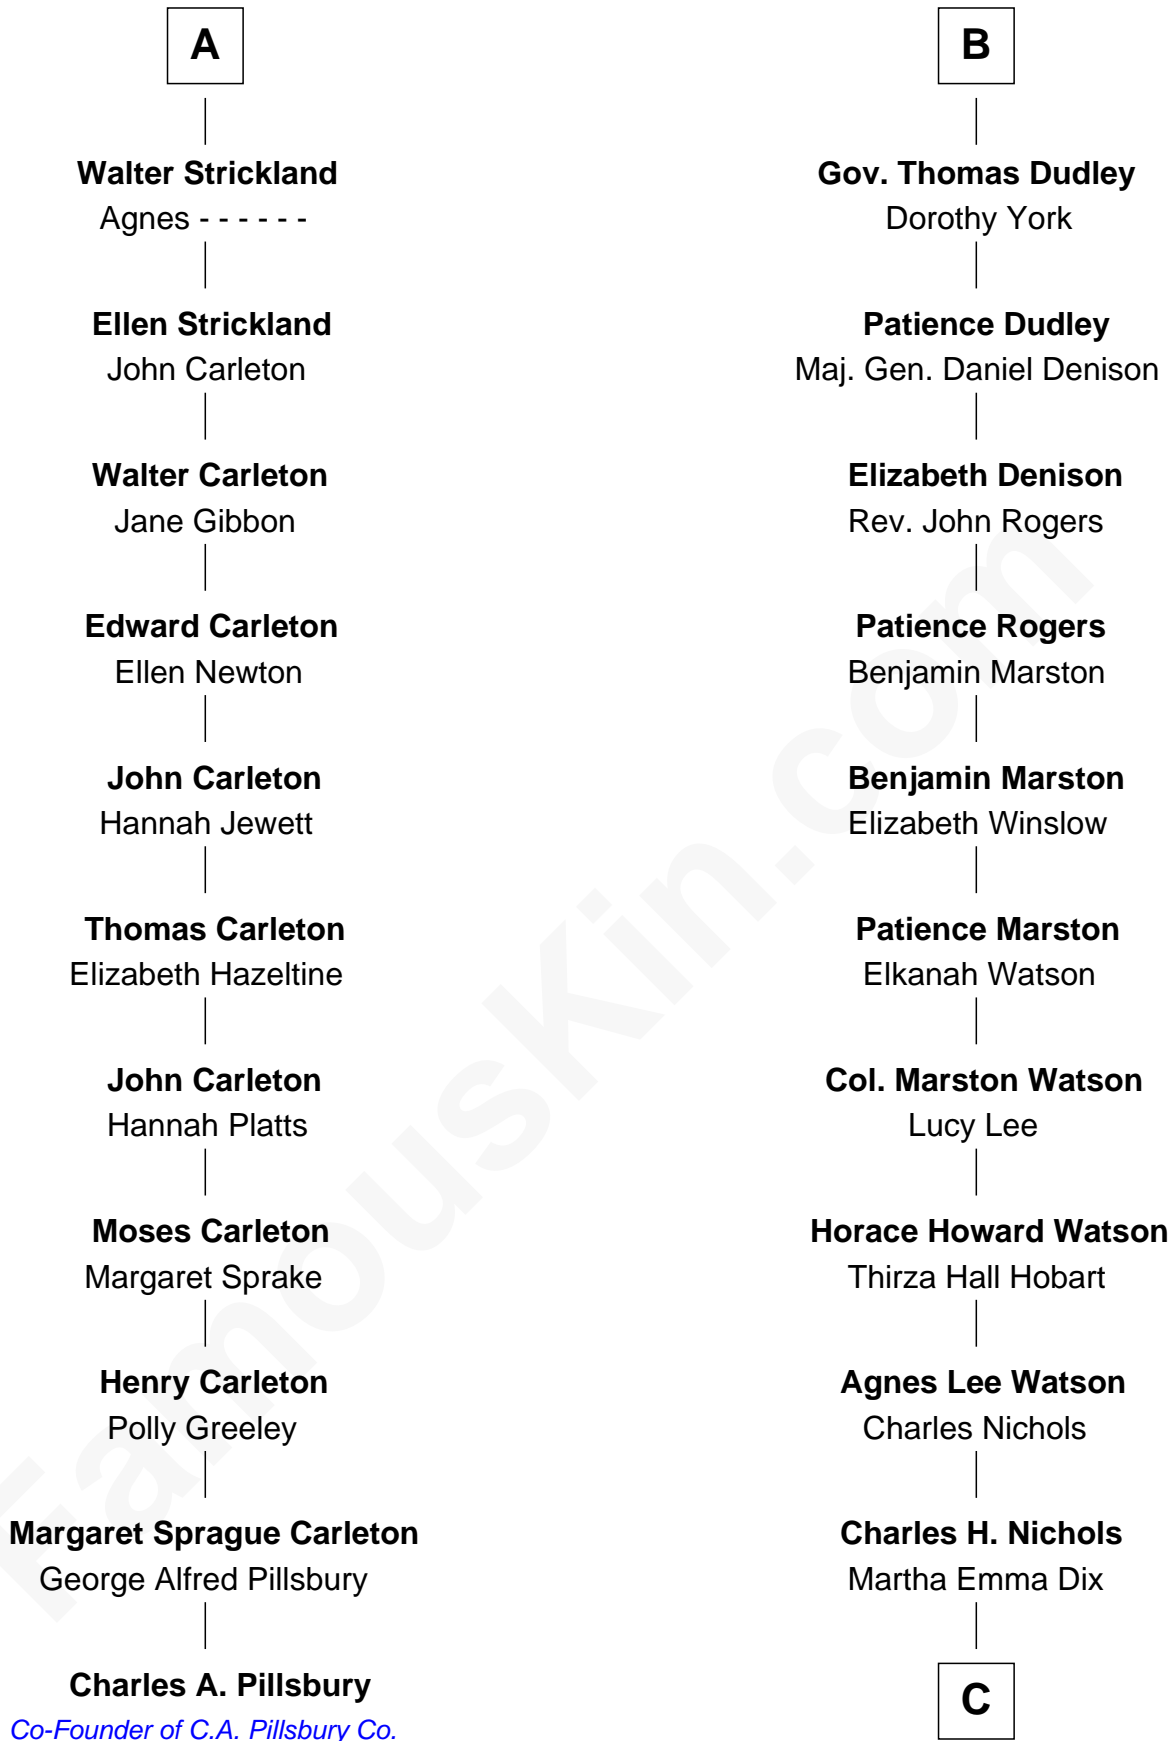 A
Walter Strickland
Agnes - - - - - -
Ellen Strickland
John Carleton
Walter Carleton
Jane Gibbon
Edward Carleton
Ellen Newton
John Carleton
Hannah Jewett
Thomas Carleton
Elizabeth Hazeltine
John Carleton
Hannah Platts
Moses Carleton
Margaret Sprake
Henry Carleton
Polly Greeley
Margaret Sprague Carleton
George Alfred Pillsbury
Charles A. Pillsbury
Co-Founder of C.A. Pillsbury Co.
B
Gov. Thomas Dudley
Dorothy York
Patience Dudley
Maj. Gen. Daniel Denison
Elizabeth Denison
Rev. John Rogers
Patience Rogers
Benjamin Marston
Benjamin Marston
Elizabeth Winslow
Patience Marston
Elkanah Watson
Col. Marston Watson
Lucy Lee
Horace Howard Watson
Thirza Hall Hobart
Agnes Lee Watson
Charles Nichols
Charles H. Nichols
Martha Emma Dix
C
FamousKin.com